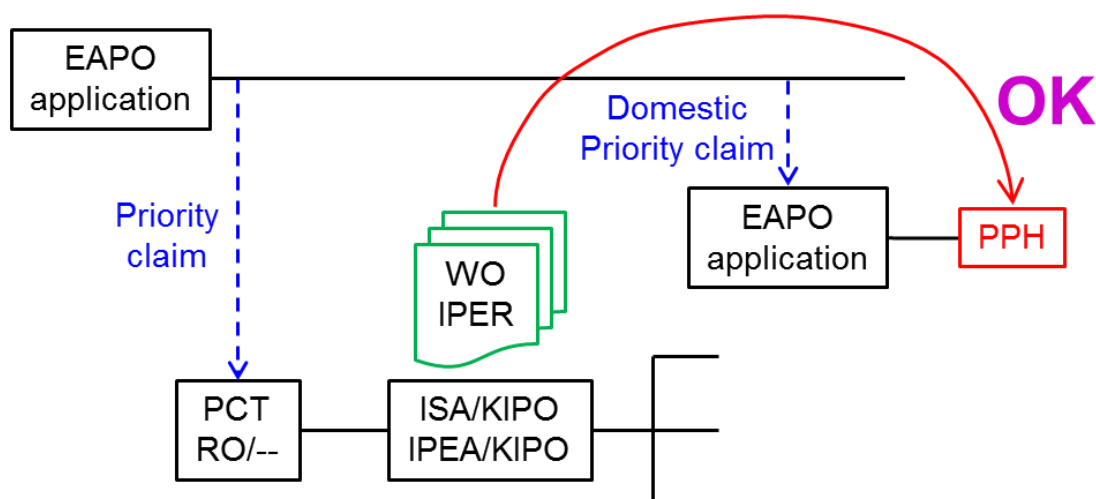 EAPO
application
OK
Domestic
Priority claim
EAPO
application
PPH
Priority
claim
WO
IPER
PCT
RO/--
ISA/KIPO
IPEA/KIPO